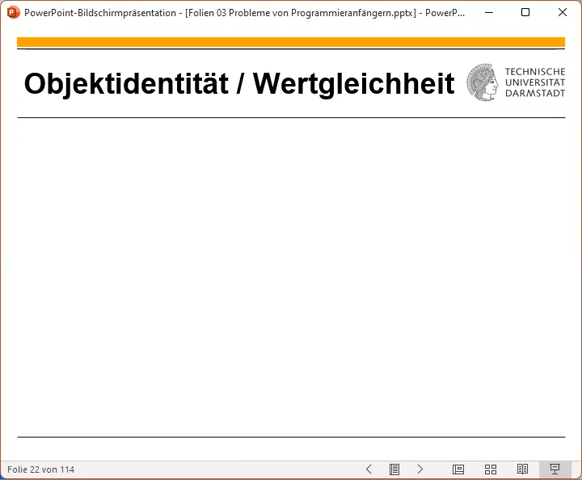 PowerPoint-Bildschirmpräsentation - [Folien 03 Probleme von Programmieranfängern.pptx] - PowerP...
Objektidentität / Wertgleichheit
TECHNISCHE
UNIVERSITÄT
DARMSTADT
Folie 22 von 114